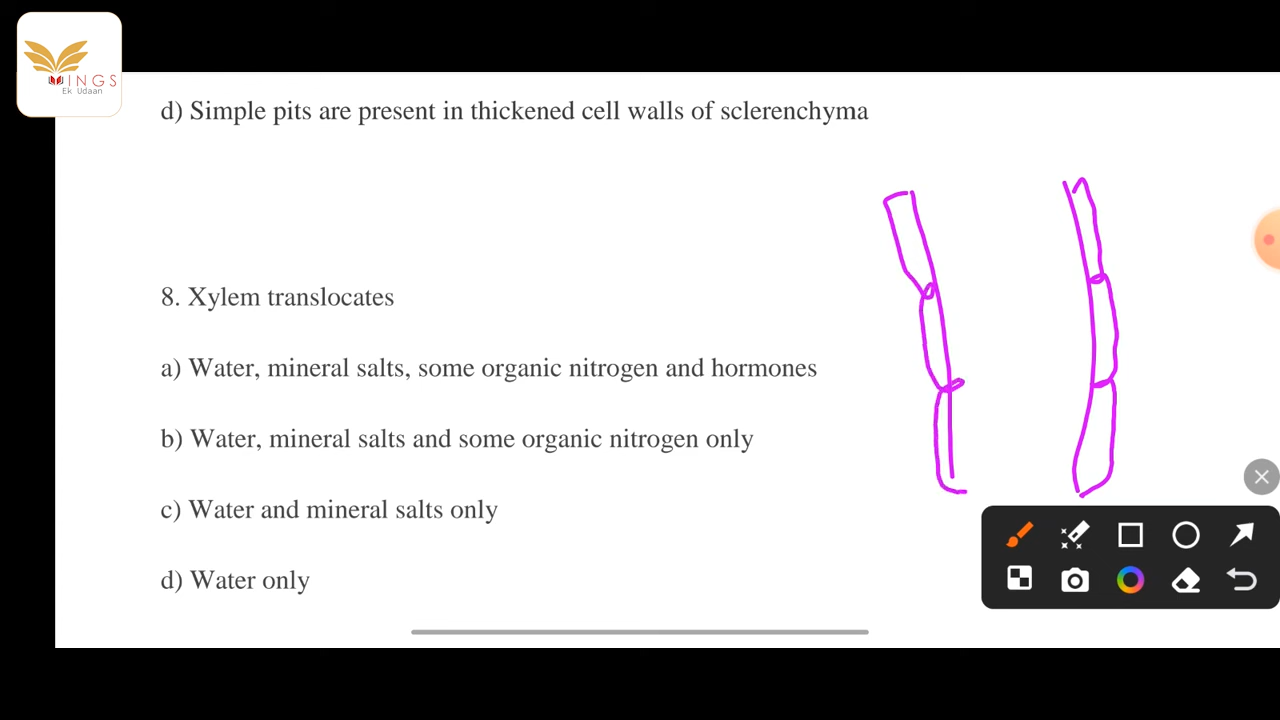 WINGS
Ek Udaan
d) Simple pits are present in thickened cell walls of sclerenchyma
8. Xylem translocates
a) Water, mineral salts, some organic nitrogen and hormones
b) Water, mineral salts and some organic nitrogen only
c) Water and mineral salts only
d) Water only